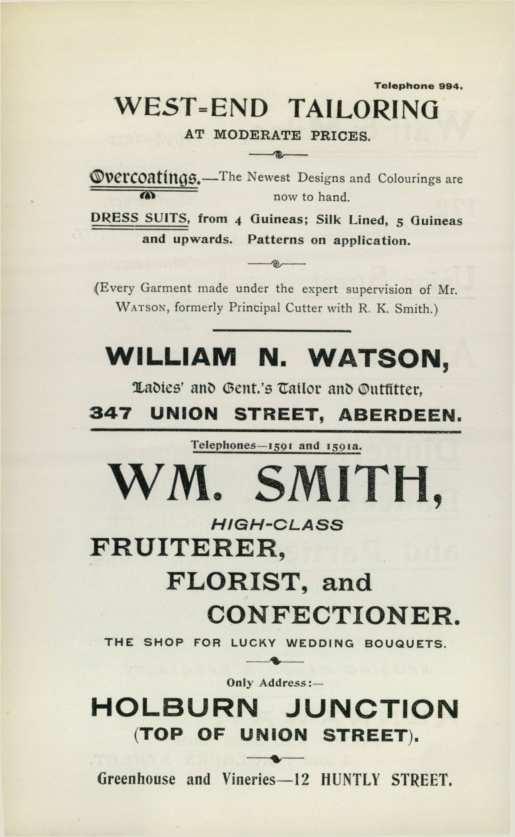 Telephone 994.
WEST=END TAILORING
AT MODERATE PRICES.
Overcoatings.—The Newest Designs and Colourings are
now to hand.
DRESS SUITS, from 4 Guineas; Silk Lined, 5 Guineas
and upwards. Patterns on application.
(Every Garment made under the expert supervision of Mr.
WATSON, formerly Principal Cutter with R. K. Smith.)
WILLIAM N. WATSON,
Ladies' and Gent.'s Tailor and Outfitter,
347 UNION STREET, ABERDEEN.
Telephones—1591 and 1591a.
WM. SMITH,
HIGH-CLASS
FRUITERER,
FLORIST, and
CONFECTIONER.
THE SHOP FOR LUCKY WEDDING BOUQUETS.
Only Address:—
HOLBURN JUNCTION
(TOP OF UNION STREET).
Greenhouse and Vineries—12 HUNTLY STREET.